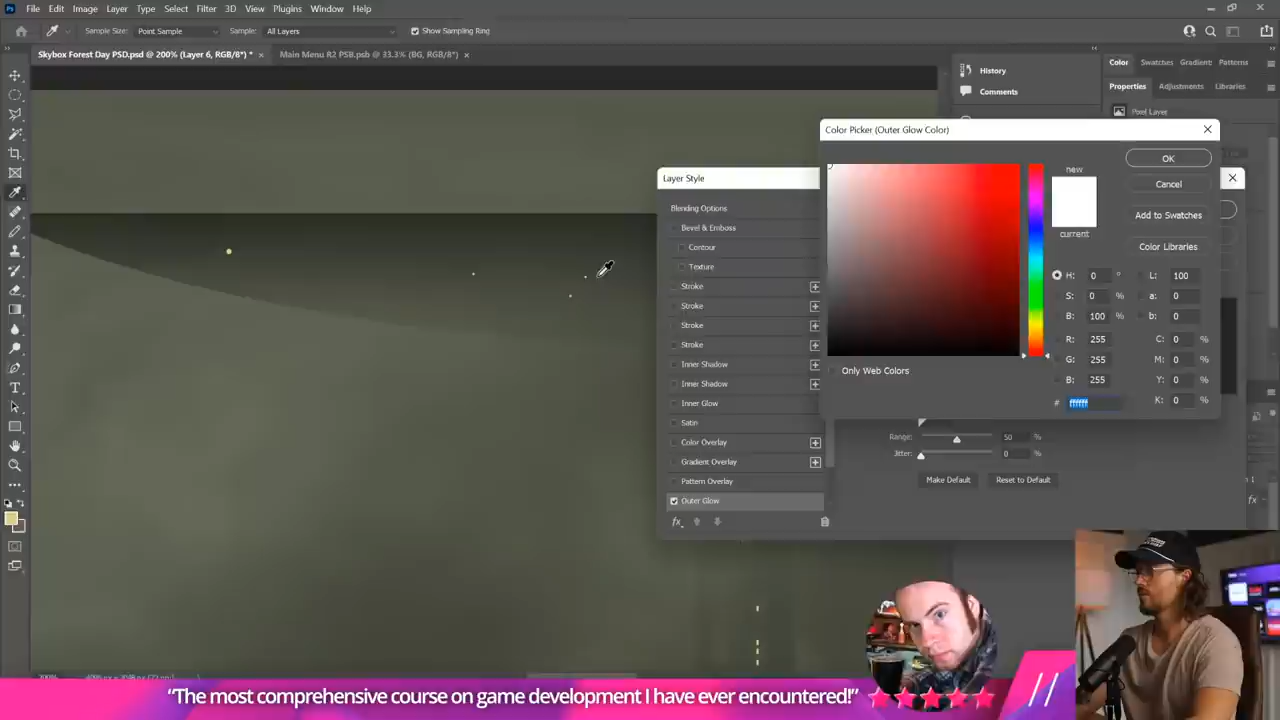 Ps File Edit Image Layer Type Select Filter 3D View Plugins Window Help
Sample Size: Point Sample Sample: All Layers Show Sampling Ring
Skybox Forest Day PSD.psd @ 200% (Layer 6, RGB/8*) * × Main Menu R2 PSB.psb @ 33.3% (BG, RGB/8*) ×
Color Swatches Gradient: Patterns
History
Comments
Properties Adjustments Libraries
Pixel Layer
Color Picker (Outer Glow Color)
new
current
OK
Cancel
Add to Swatches
Color Libraries
H: 0 °
S: 0 %
B: 100 %
R: 255
G: 255
B: 255
# ffffff
L: 100
a: 0
b: 0
C: 0 %
M: 0 %
Y: 0 %
K: 0 %
Only Web Colors
Layer Style
Blending Options
Bevel & Emboss
Contour
Texture
Stroke
Stroke
Stroke
Stroke
Inner Shadow
Inner Shadow
Inner Glow
Satin
Color Overlay
Gradient Overlay
Pattern Overlay
Outer Glow
fx
Range: 50 %
Jitter: 0 %
Make Default Reset to Default
“The most comprehensive course on game development I have ever encountered!”